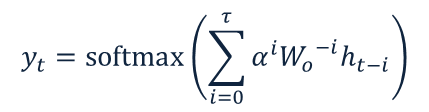 y_t = softmax(∑_{i=0}^{τ} α^i W_o^{-i} h_{t-i})